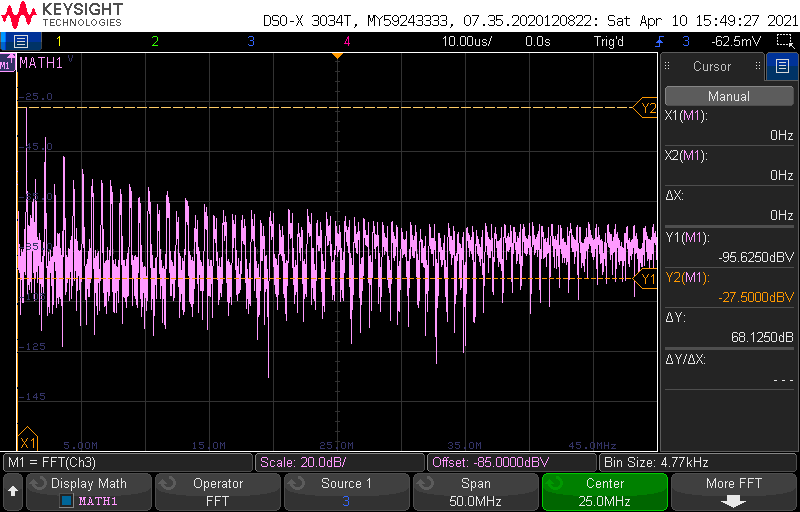 KEYSIGHT
TECHNOLOGIES
DSO-X 3034T, MY59243333, 07.35.2020120822: Sat Apr 10 15:49:27 2021
1 2 3 4 10.00us/ 0.0s Trig'd 3 -62.5mV
M1 MATH1 V
Cursor
-25.0
Manual
Y2
X1(M1):
0Hz
-45.0
X2(M1):
0Hz
ΔX:
0Hz
Y1(M1):
-95.6250dBV
Y1
Y2(M1):
-27.5000dBV
ΔY:
68.1250dB
-125
ΔY/ΔX:
---
-145
X1 5.00M 15.0M 25.0M 35.0M 45.0MHz
M1 = FFT(Ch3) Scale: 20.0dB/ Offset: -85.0000dBV Bin Size: 4.77kHz
Display Math Operator Source 1 Span Center More FFT
MATH1 FFT 3 50.0MHz 25.0MHz